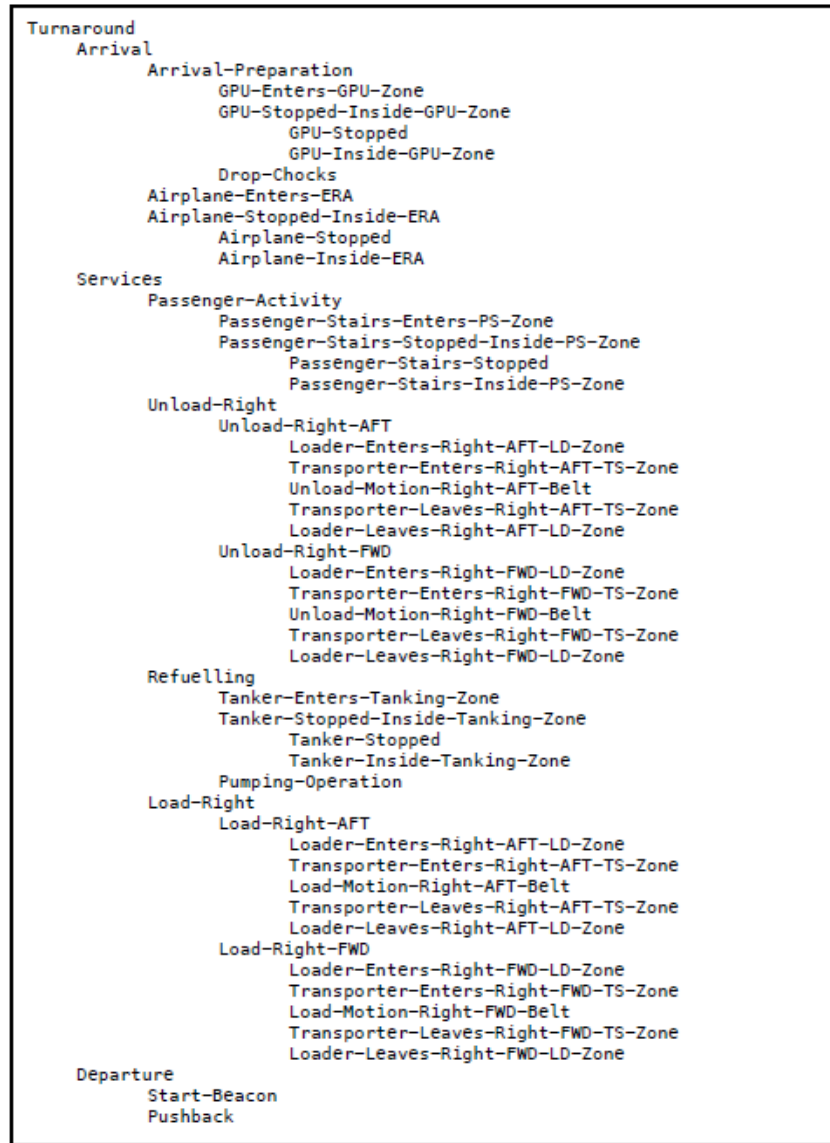 Turnaround
Arrival
Arrival-Preparation
GPU-Enters-GPU-Zone
GPU-Stopped-Inside-GPU-Zone
GPU-Stopped
GPU-Inside-GPU-Zone
Drop-Chocks
Airplane-Enters-ERA
Airplane-Stopped-Inside-ERA
Airplane-Stopped
Airplane-Inside-ERA
Services
Passenger-Activity
Passenger-Stairs-Enters-PS-Zone
Passenger-Stairs-Stopped-Inside-PS-Zone
Passenger-Stairs-Stopped
Passenger-Stairs-Inside-PS-Zone
Unload-Right
Unload-Right-AFT
Loader-Enters-Right-AFT-LD-Zone
Transporter-Enters-Right-AFT-TS-Zone
Unload-Motion-Right-AFT-Belt
Transporter-Leaves-Right-AFT-TS-Zone
Loader-Leaves-Right-AFT-LD-Zone
Unload-Right-FWD
Loader-Enters-Right-FWD-LD-Zone
Transporter-Enters-Right-FWD-TS-Zone
Unload-Motion-Right-FWD-Belt
Transporter-Leaves-Right-FWD-TS-Zone
Loader-Leaves-Right-FWD-LD-Zone
Refuelling
Tanker-Enters-Tanking-Zone
Tanker-Stopped-Inside-Tanking-Zone
Tanker-Stopped
Tanker-Inside-Tanking-Zone
Pumping-Operation
Load-Right
Load-Right-AFT
Loader-Enters-Right-AFT-LD-Zone
Transporter-Enters-Right-AFT-TS-Zone
Load-Motion-Right-AFT-Belt
Transporter-Leaves-Right-AFT-TS-Zone
Loader-Leaves-Right-AFT-LD-Zone
Load-Right-FWD
Loader-Enters-Right-FWD-LD-Zone
Transporter-Enters-Right-FWD-TS-Zone
Load-Motion-Right-FWD-Belt
Transporter-Leaves-Right-FWD-TS-Zone
Loader-Leaves-Right-FWD-LD-Zone
Departure
Start-Beacon
Pushback